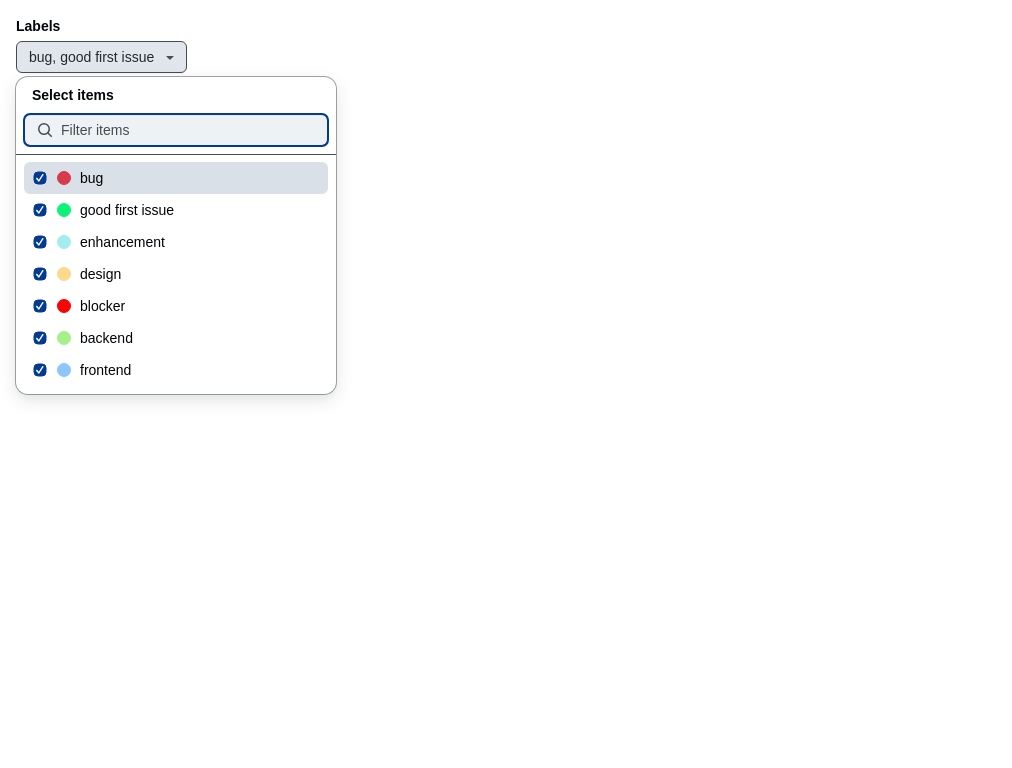 Labels
bug, good first issue
Select items
Filter items
bug
good first issue
enhancement
design
blocker
backend
frontend